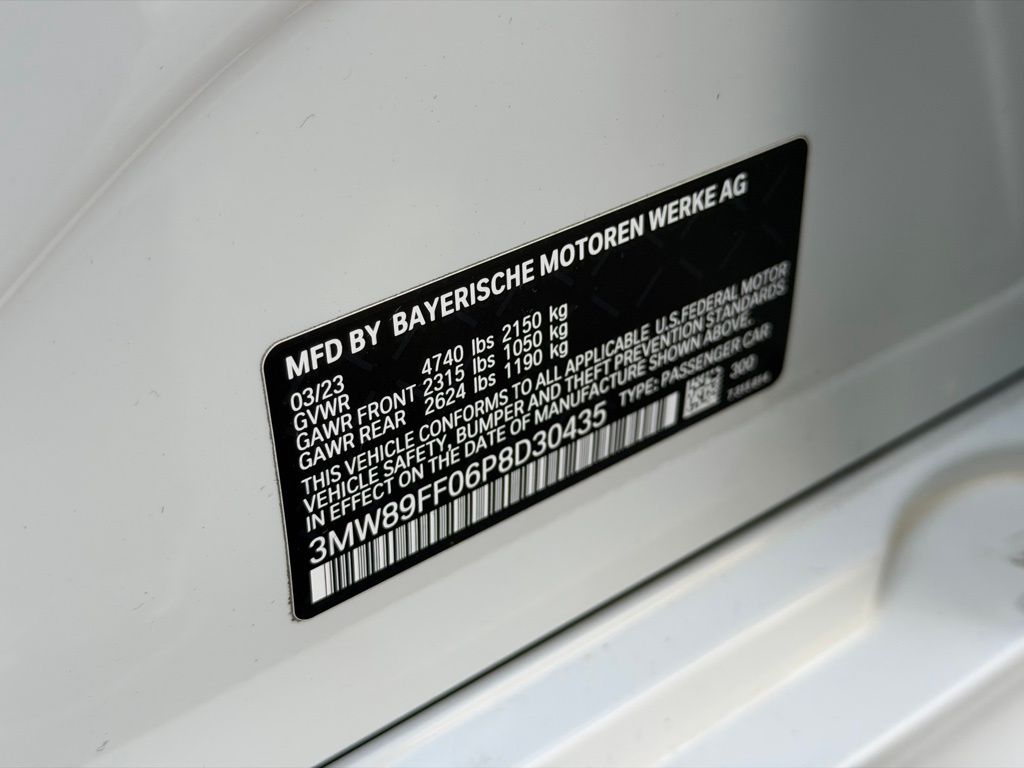 MFD BY BAYERISCHE MOTOREN WERKE AG
03/23
GVWR 4740 lbs 2150 kg
GAWR FRONT 2315 lbs 1050 kg
GAWR REAR 2624 lbs 1190 kg
THIS VEHICLE CONFORMS TO ALL APPLICABLE U.S.FEDERAL MOTOR
VEHICLE SAFETY, BUMPER AND THEFT PREVENTION STANDARDS
IN EFFECT ON THE DATE OF MANUFACTURE SHOWN ABOVE.
3MW89FF06P8D30435 TYPE: PASSENGER CAR
300